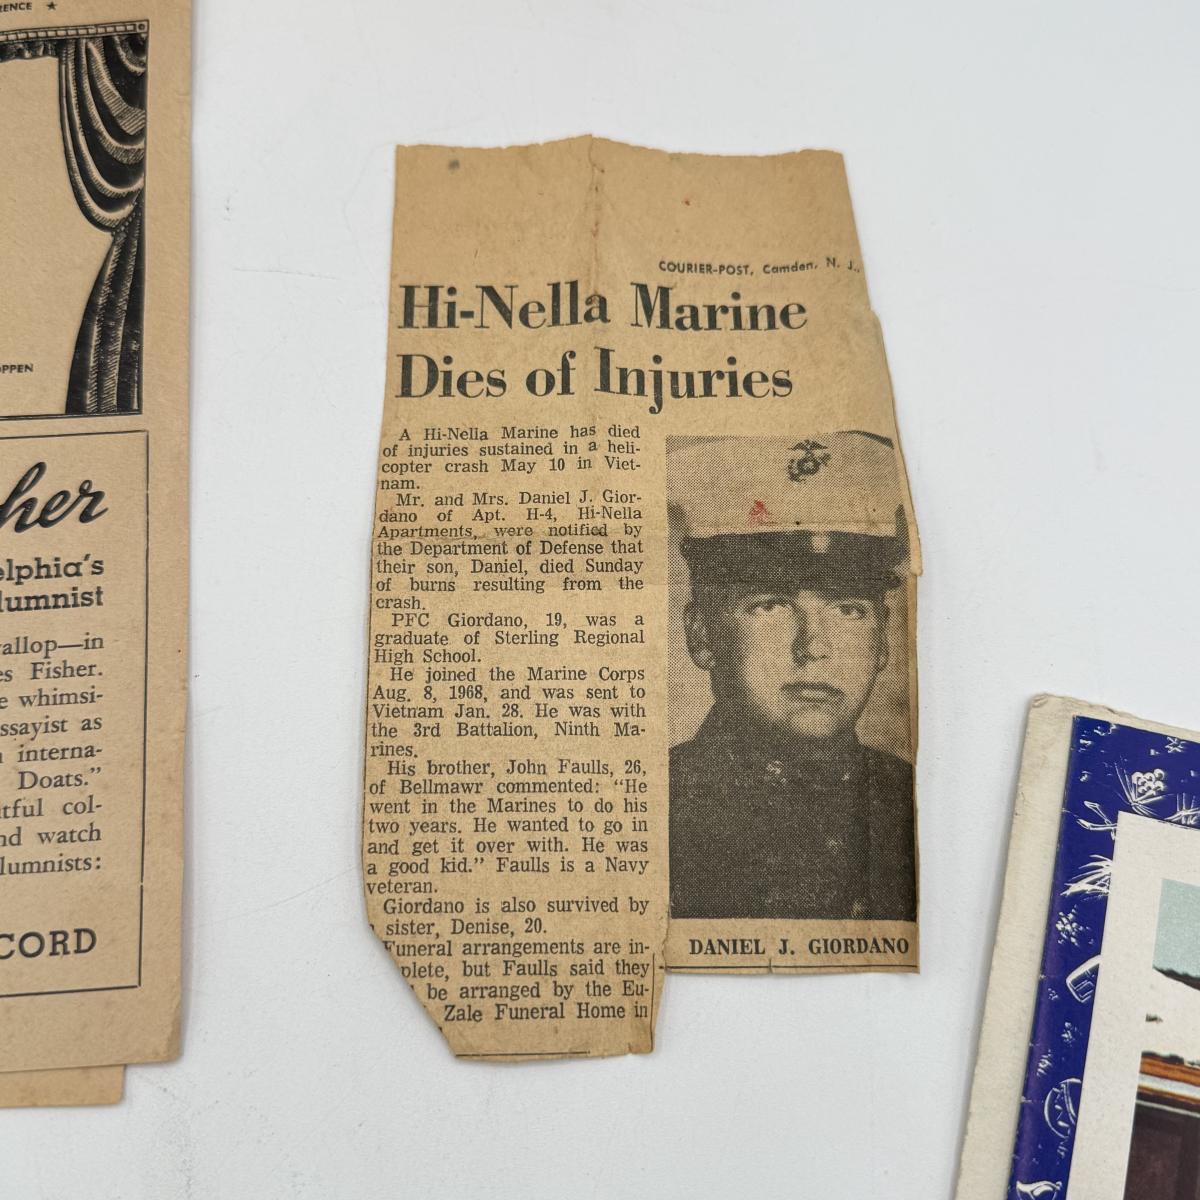 RENCE ★
OPPEN
her
elphia's
lumnist
allop—in
es Fisher.
e whimsi-
ssayist as
n interna-
Doats."
tful col-
nd watch
lumnists:
CORD
COURIER-POST, Camden, N. J.,
Hi-Nella Marine
Dies of Injuries
A Hi-Nella Marine has died
of injuries sustained in a heli-
copter crash May 10 in Viet-
nam.
Mr. and Mrs. Daniel J. Gior-
dano of Apt. H-4, Hi-Nella
Apartments, were notified by
the Department of Defense that
their son, Daniel, died Sunday
of burns resulting from the
crash.
PFC Giordano, 19, was a
graduate of Sterling Regional
High School.
He joined the Marine Corps
Aug. 8, 1968, and was sent to
Vietnam Jan. 28. He was with
the 3rd Battalion, Ninth Ma-
rines.
His brother, John Faulls, 26,
of Bellmawr commented: "He
went in the Marines to do his
two years. He wanted to go in
and get it over with. He was
a good kid." Faulls is a Navy
veteran.
Giordano is also survived by
sister, Denise, 20.
Funeral arrangements are in-
plete, but Faulls said they
be arranged by the Eu-
Zale Funeral Home in
DANIEL J. GIORDANO